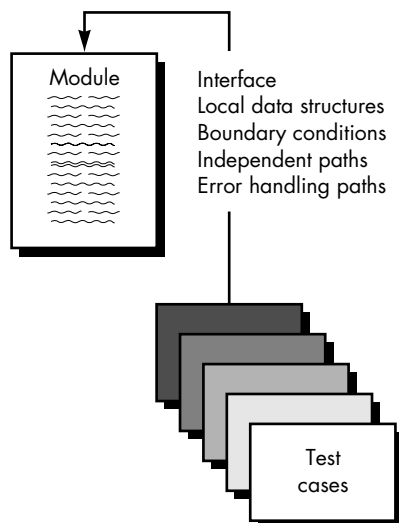 Module
Interface
Local data structures
Boundary conditions
Independent paths
Error handling paths
Test
cases